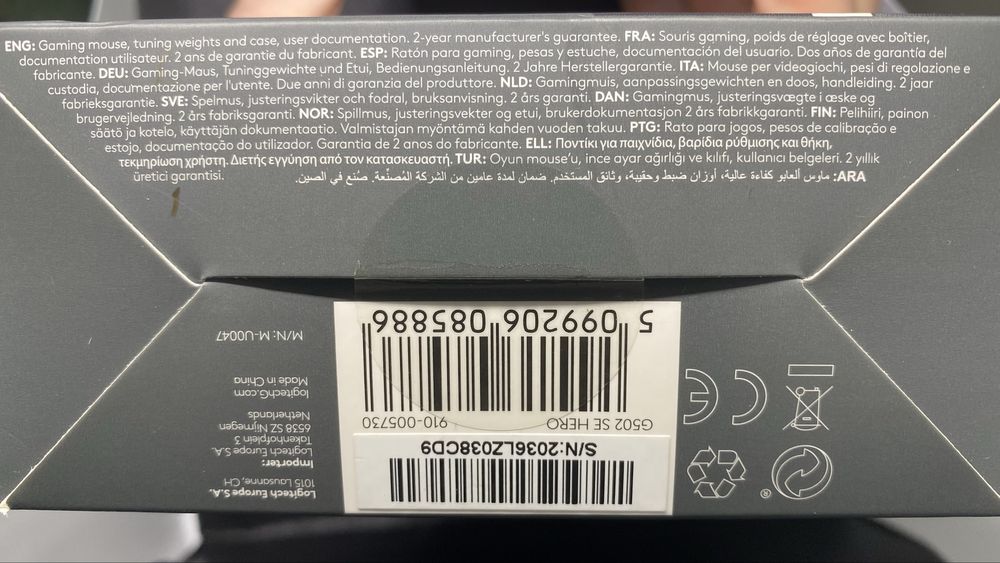 ENG: Gaming mouse, tuning weights and case, user documentation. 2-year manufacturer's guarantee. FRA: Souris gaming, poids de réglage avec boîtier,
documentation utilisateur. 2 ans de garantie du fabricant. ESP: Ratón para gaming, pesas y estuche, documentación del usuario. Dos años de garantía del
fabricante. DEU: Gaming-Maus, Tuninggewichte und Etui, Bedienungsanleitung. 2 Jahre Herstellergarantie. ITA: Mouse per videogiochi, pesi di regolazione e
custodia, documentazione per l'utente. Due anni di garanzia del produttore. NLD: Gamingmuis, aanpassingsgewichten en doos, handleiding. 2 jaar
fabrieksgarantie. SVE: Spelmus, justeringsvikter och fodral, bruksanvisning. 2 års garanti. DAN: Gamingmus, justeringsvægte i æske og
brugervejledning. 2 års fabriksgaranti. NOR: Spillmus, justeringsvekter og etui, brukerdokumentasjon 2 års fabrikkgaranti. FIN: Pelihiiri, painon
säätö ja kotelo, käyttäjän dokumentaatio. Valmistajan myöntämä kahden vuoden takuu. PTG: Rato para jogos, pesos de calibração e
estojo, documentação do utilizador. Garantia de 2 anos do fabricante. ΕLL: Ποντίκι για παιχνίδια, βαρίδια ρύθμισης και θήκη,
τεκμηρίωση χρήστη. Διετής εγγύηση από τον κατασκευαστή. TUR: Oyun mouse'u, ince ayar ağırlığı ve kılıfı, kullanıcı belgeleri. 2 yıllık
üretici garantisi.
ARA: ماوس ألعابو كفاءة عالية، أوزان ضبط وحقيبة، وثائق المستخدم. ضمان لمدة عامين من الشركة المُصنّعة. صُنع في الصين.
Logitech Europe S.A.
1015 Lausanne, CH
Importer:
Logitech Europe S.A.
Takenhofplein 3
6538 SZ Nijmegen
Netherlands
logitechG.com
Made in China
M/N: M-U0047
S/N: 2036LZ038CD9
G502 SE HERO 910-005730
5 099206 085886
CE
®